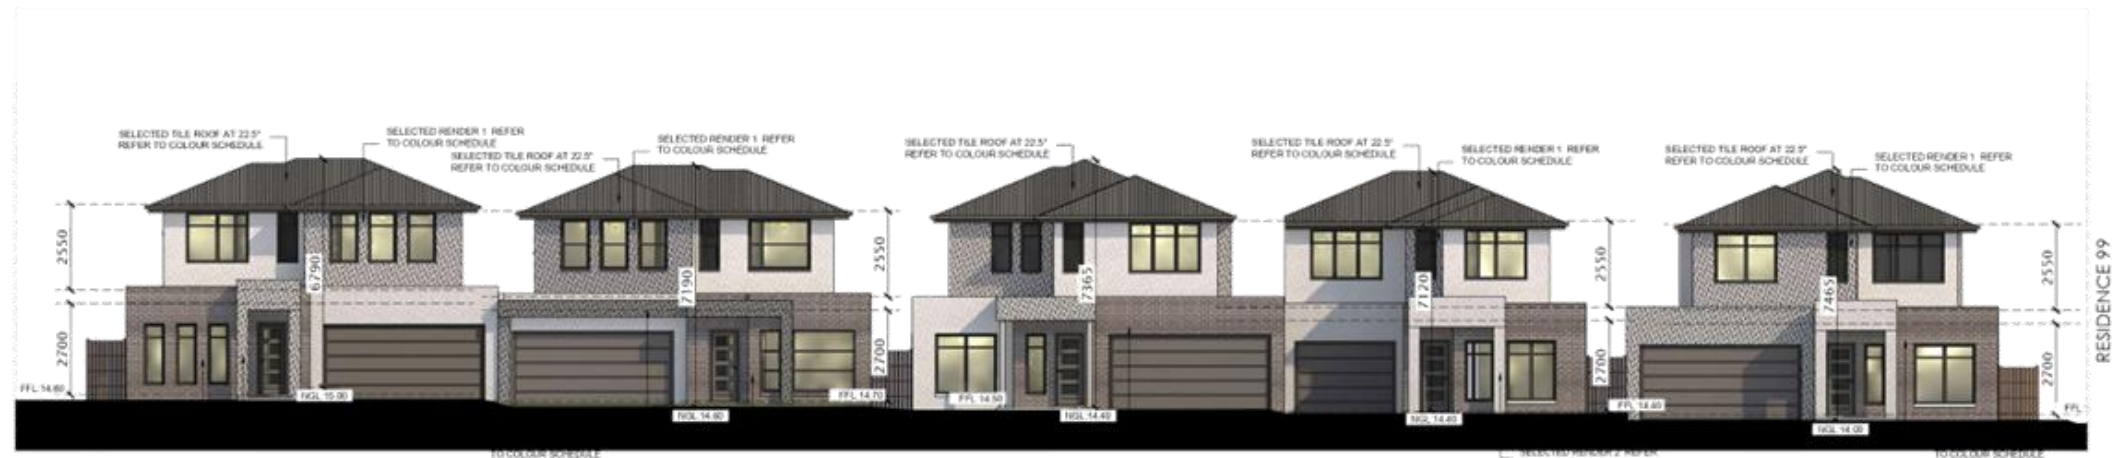 SELECTED TILE ROOF AT 22.5°
REFER TO COLOUR SCHEDULE
SELECTED RENDER 1 REFER
TO COLOUR SCHEDULE
SELECTED TILE ROOF AT 22.5°
REFER TO COLOUR SCHEDULE
SELECTED RENDER 1 REFER
TO COLOUR SCHEDULE
SELECTED TILE ROOF AT 22.5°
REFER TO COLOUR SCHEDULE
SELECTED TILE ROOF AT 22.5°
REFER TO COLOUR SCHEDULE
SELECTED RENDER 1 REFER
TO COLOUR SCHEDULE
SELECTED TILE ROOF AT 22.5°
REFER TO COLOUR SCHEDULE
SELECTED RENDER 1 REFER
TO COLOUR SCHEDULE
2550
2700
6790
7190
2550
2700
7365
7120
2550
2700
7465
2550
2700
RESIDENCE 99
FFL 14.80
NGL 15.00
NGL 14.60
FFL 14.70
FFL 14.50
NGL 14.40
NGL 14.40
FFL 14.40
NGL 14.00
FFL
TO COLOUR SCHEDULE
SELECTED RENDER 2 REFER
TO COLOUR SCHEDULE